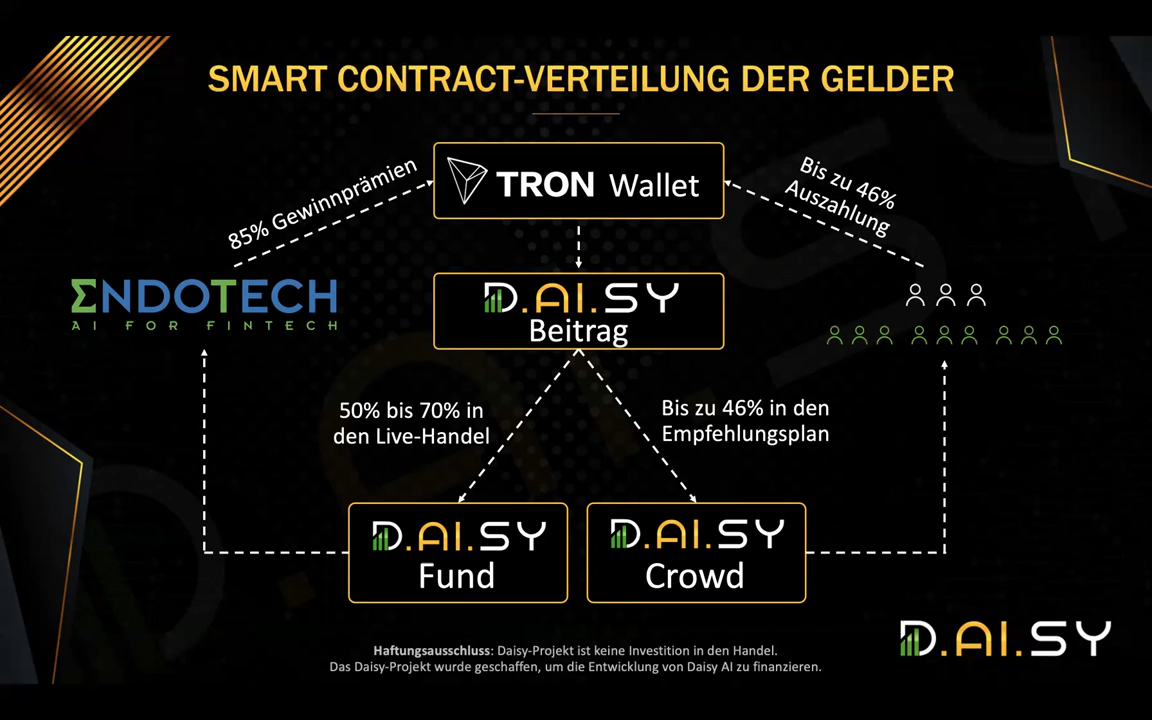 SMART CONTRACT-VERTEILUNG DER GELDER
TRON Wallet
85% Gewinnprämien
Bis zu 46%
Auszahlung
ΣNDOTECH
AI FOR FINTECH
D.AI.SY
Beitrag
50% bis 70% in
den Live-Handel
Bis zu 46% in den
Empfehlungsplan
D.AI.SY
Fund
D.AI.SY
Crowd
D.AI.SY
Haftungsausschluss: Daisy-Projekt ist keine Investition in den Handel.
Das Daisy-Projekt wurde geschaffen, um die Entwicklung von Daisy AI zu finanzieren.